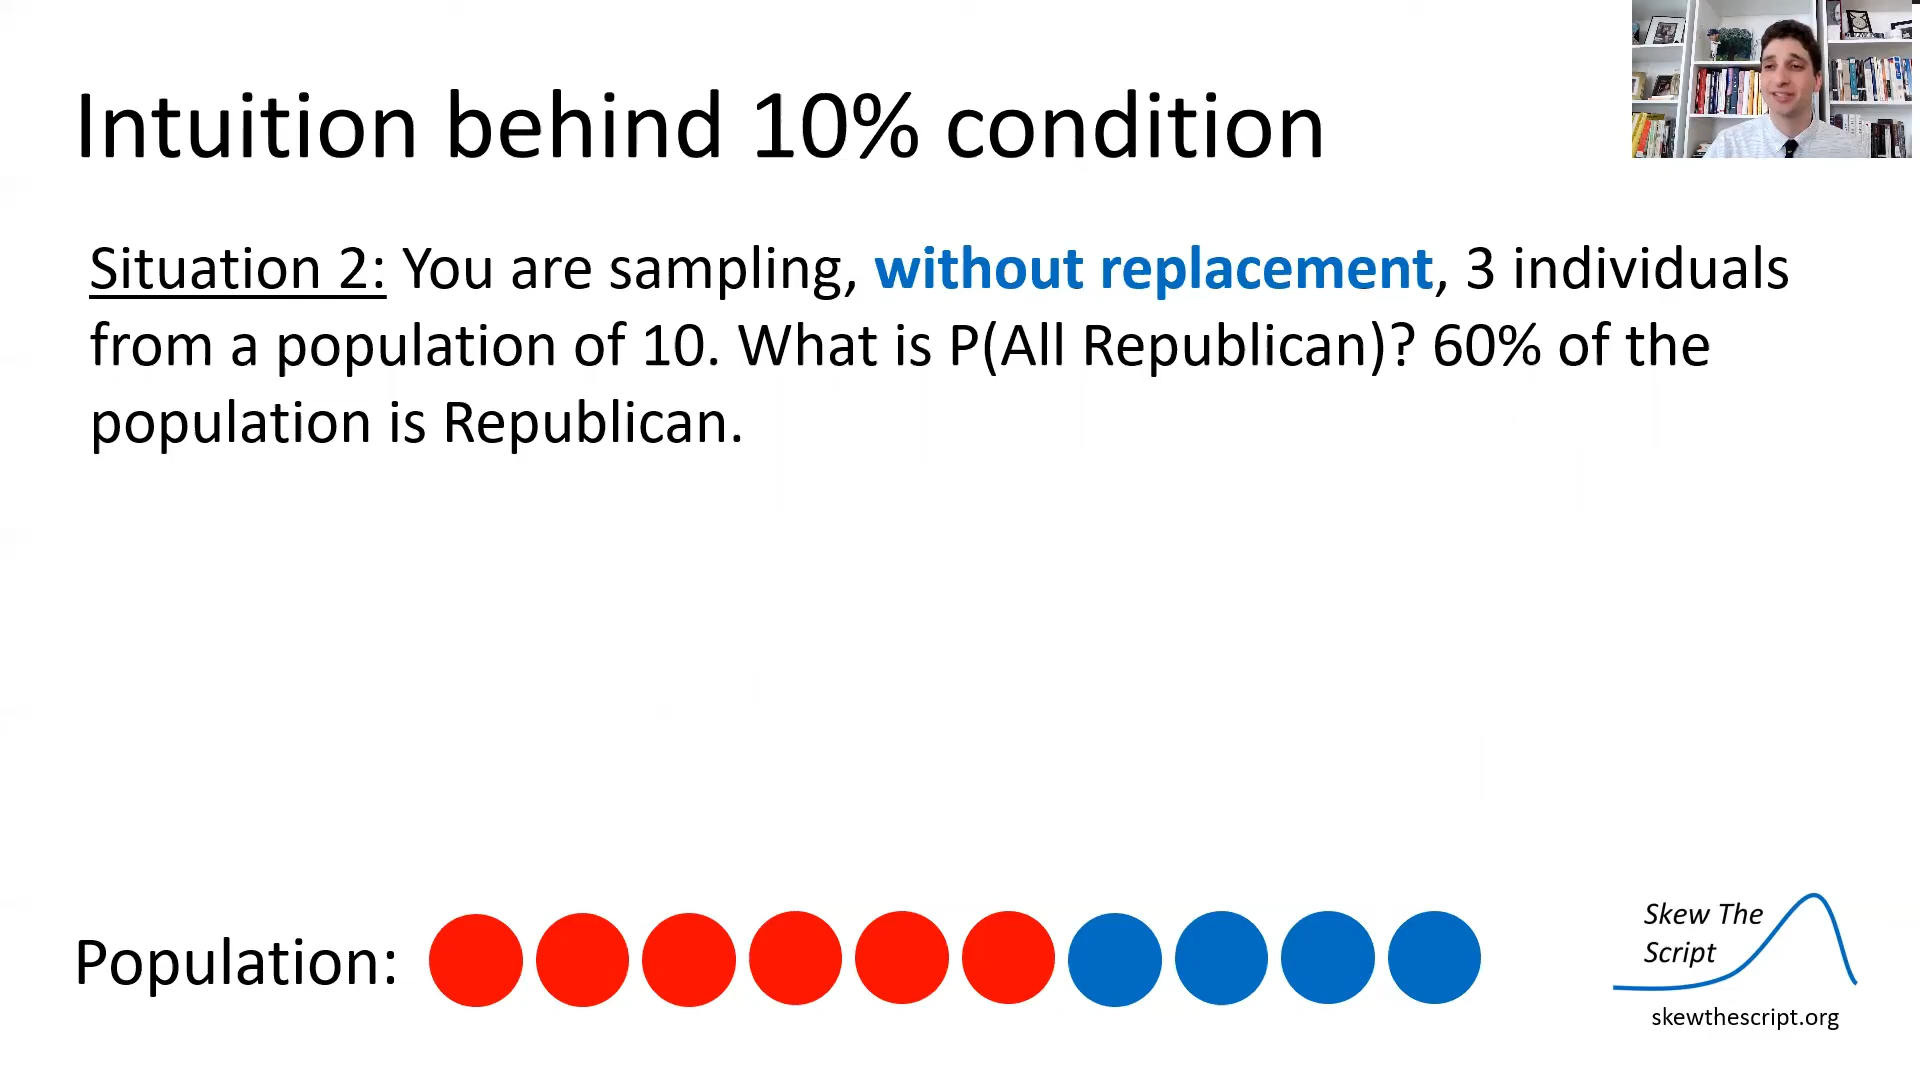 Intuition behind 10% condition
Situation 2: You are sampling, without replacement, 3 individuals
from a population of 10. What is P(All Republican)? 60% of the
population is Republican.
Population:
Skew The
Script
skewthescript.org